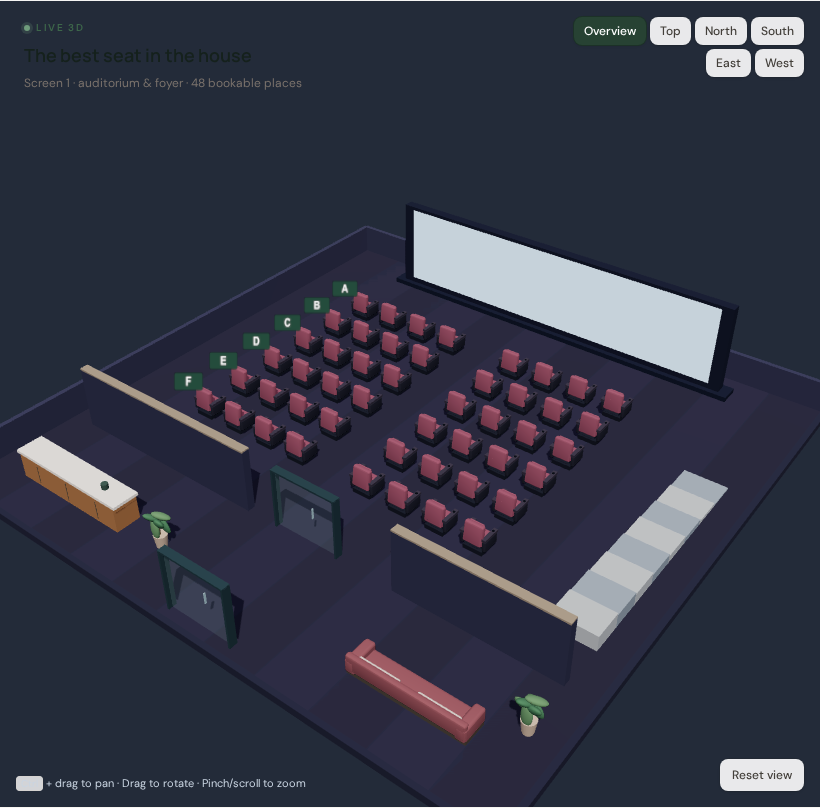 LIVE 3D
The best seat in the house
Screen 1 · auditorium & foyer · 48 bookable places
Overview
Top
North
South
East
West
A
B
C
D
E
F
+ drag to pan · Drag to rotate · Pinch/scroll to zoom
Reset view